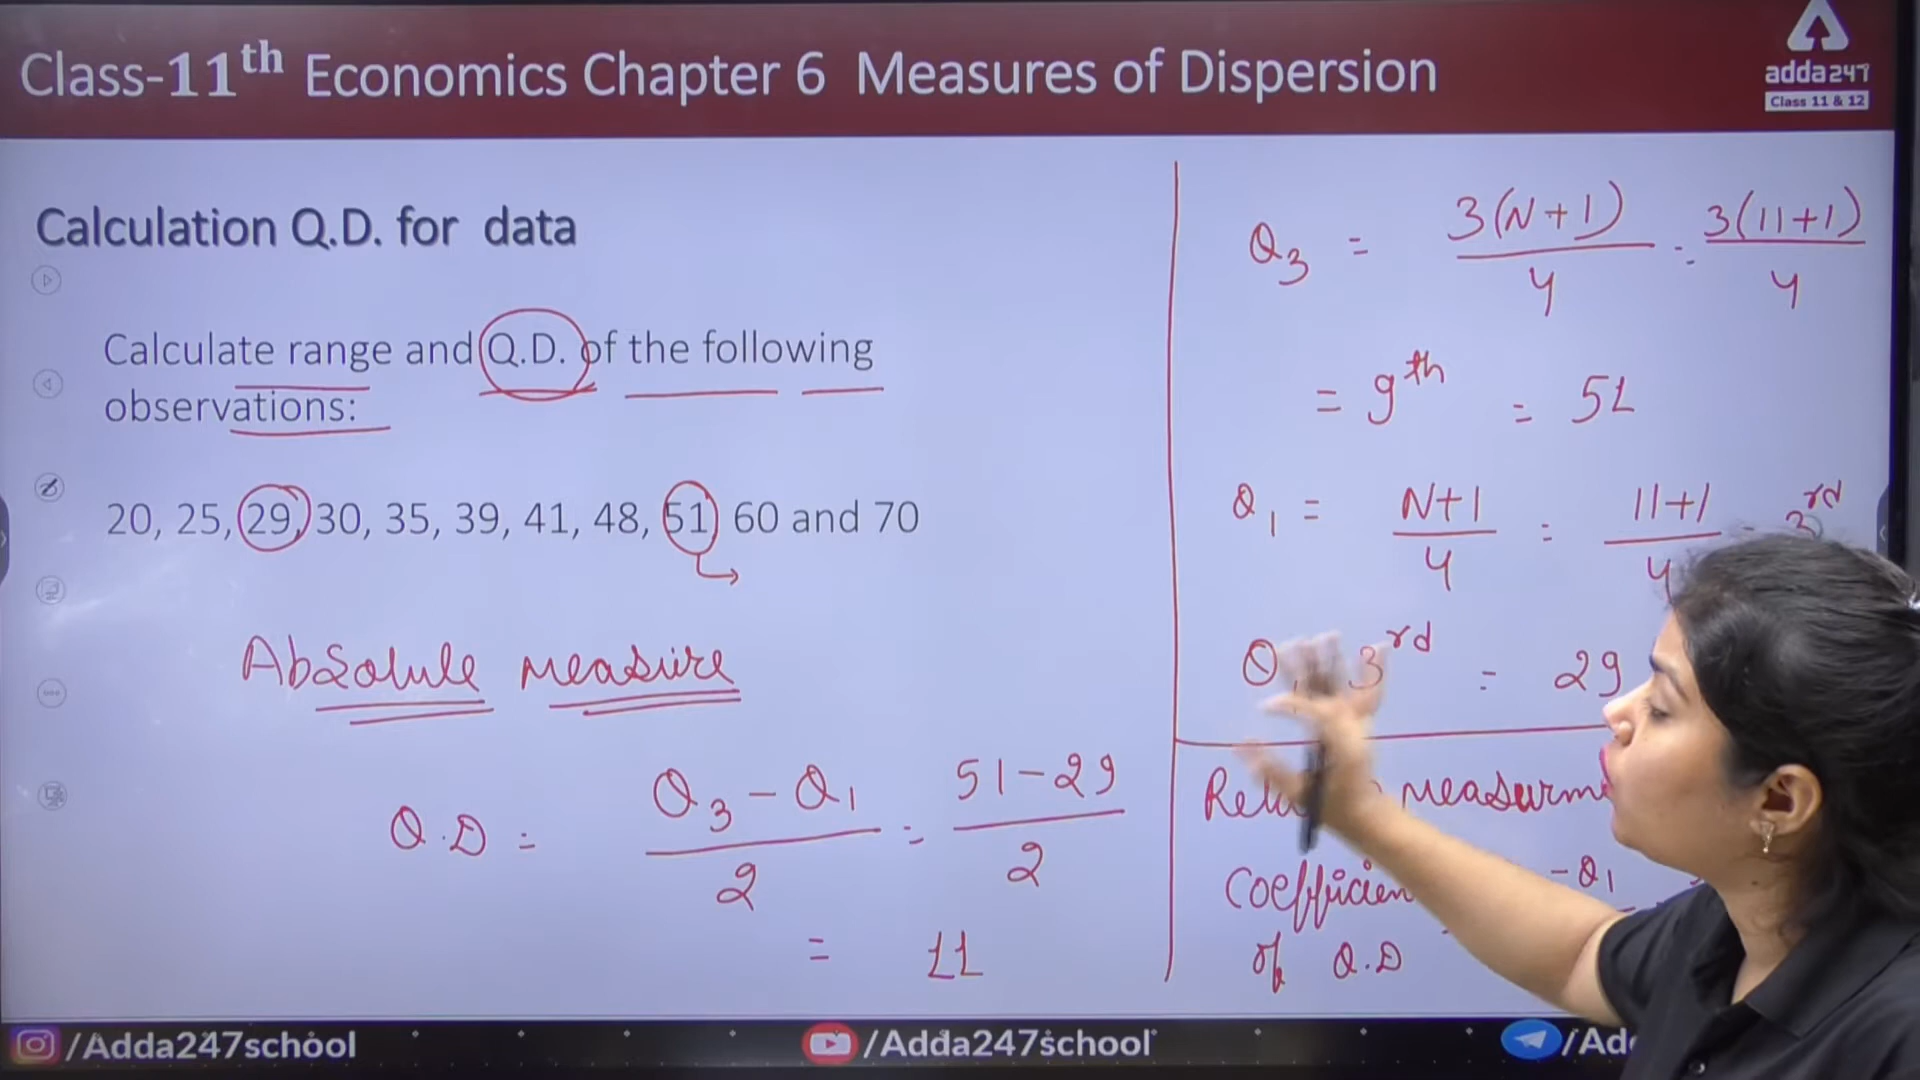 Class-11th Economics Chapter 6 Measures of Dispersion
adda247
Class 11 & 12
Calculation Q.D. for data
Calculate range and Q.D. of the following
observations:
20, 25, 29, 30, 35, 39, 41, 48, 51, 60 and 70
Absolute measure
Q.D = Q3 - Q1 / 2 = 51 - 29 / 2
= 11
Q3 = 3(N+1) / 4 = 3(11+1) / 4
= 9th = 51
Q1 = N+1 / 4 = 11+1 / 4 = 3rd
3rd = 29
Coefficien
of Q.D
- Q1
/Adda247school
/Adda247school